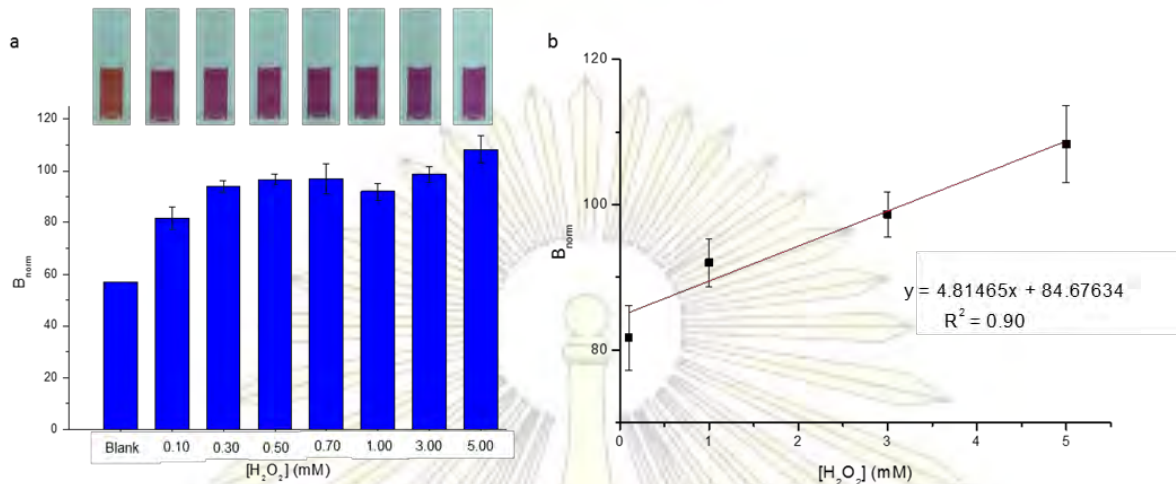 a
120
100
80
60
40
20
0
B_norm
Blank 0.10 0.30 0.50 0.70 1.00 3.00 5.00
[H₂O₂] (mM)
b
120
100
80
B_norm
y = 4.81465x + 84.67634
R² = 0.90
0 1 2 3 4 5
[H₂O₂] (mM)